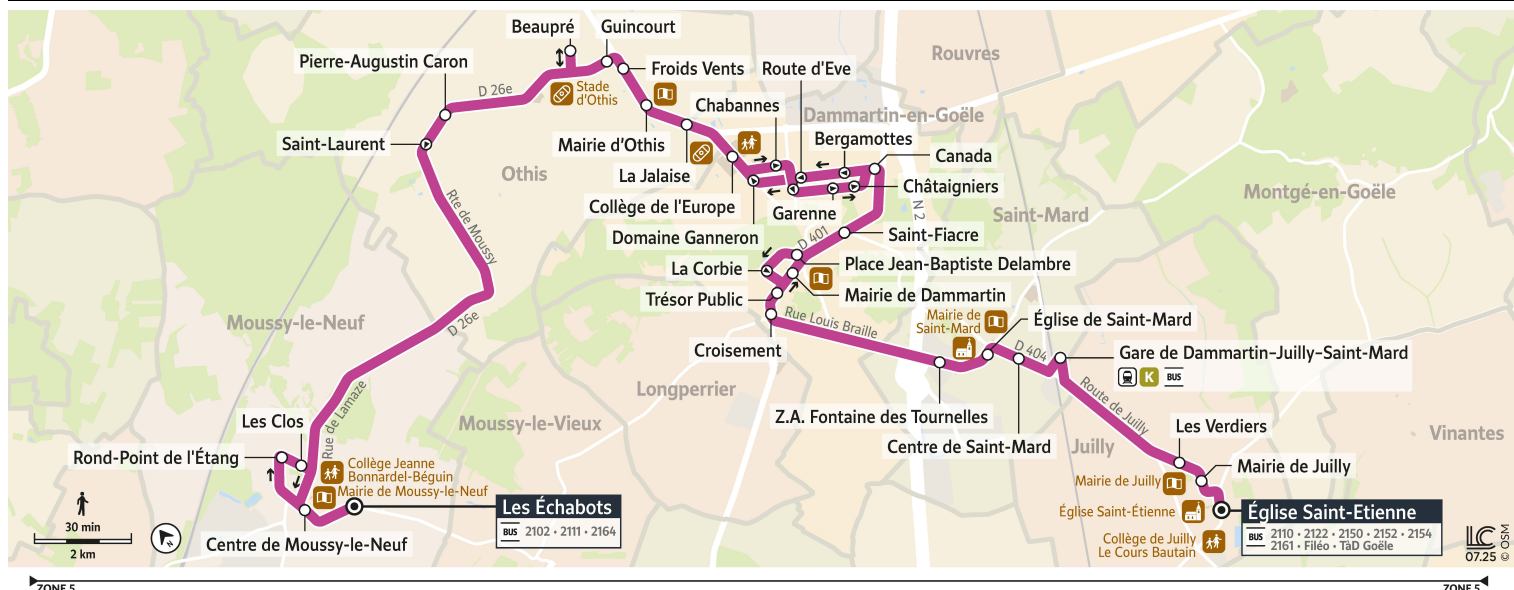 Beaupré
Guincourt
Rouvres
Pierre-Augustin Caron
Froids Vents
Route d'Eve
D 26e
Stade
d'Othis
Chabannes
Dammartin-en-Goële
Saint-Laurent
Mairie d'Othis
Bergamottes
Canada
La Jalaise
Othis
Châtaigniers
Montgé-en-Goële
Collège de l'Europe
Garenne
N 2
Saint-Mard
Rte de Moussy
Domaine Ganneron
D 401
Saint-Fiacre
La Corbie
Place Jean-Baptiste Delambre
Trésor Public
Mairie de Dammartin
Moussy-le-Neuf
D 26e
Rue Louis Braille
Mairie de
Saint-Mard
Église de Saint-Mard
Croisement
D 404
Gare de Dammartin-Juilly-Saint-Mard
K
BUS
Longperrier
Rue de Lamaze
Route de Juilly
Les Clos
Moussy-le-Vieux
Z.A. Fontaine des Tournelles
Les Verdiers
Centre de Saint-Mard
Juilly
Vinantes
Rond-Point de l'Étang
Collège Jeanne
Bonnardel-Béguin
Mairie de Moussy-le-Neuf
Mairie de Juilly
Mairie de Juilly
Les Échabots
BUS
2102 • 2111 • 2164
Église Saint-Étienne
Église Saint-Etienne
BUS
2110 • 2122 • 2150 • 2152 • 2154
2161 • Filéo • TàD Goële
30 min
2 km
N
Centre de Moussy-le-Neuf
Collège de Juilly
Le Cours Bautain
LC
07.25
© OSM
ZONE 5
ZONE 5